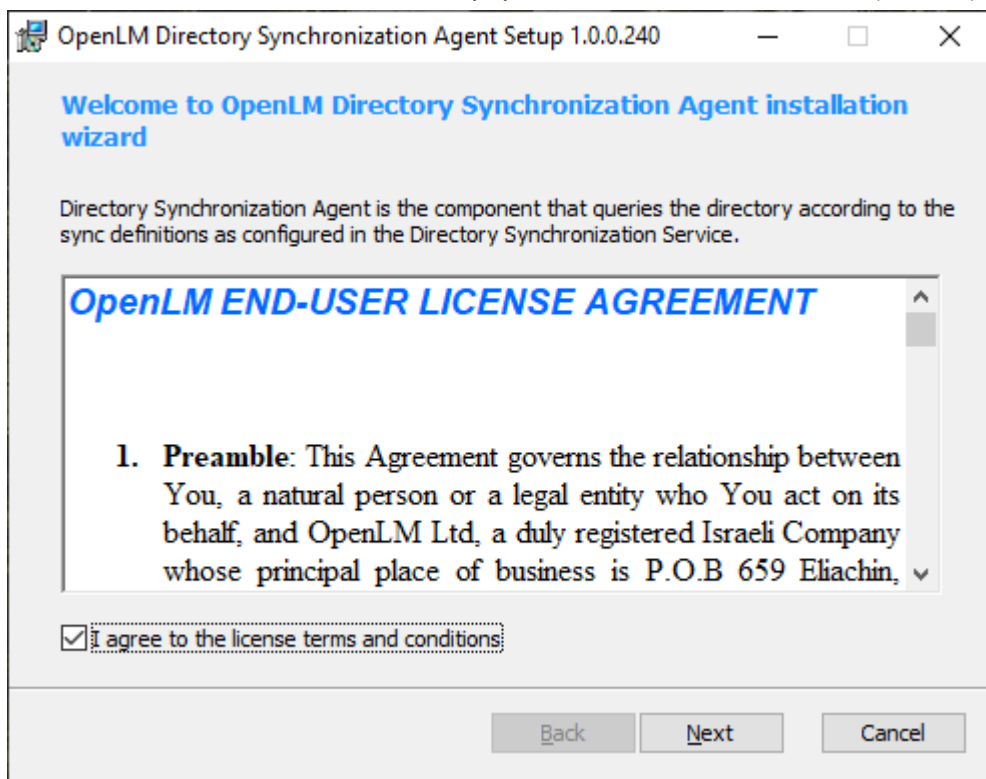 OpenLM Directory Synchronization Agent Setup 1.0.0.240
Welcome to OpenLM Directory Synchronization Agent installation
wizard
Directory Synchronization Agent is the component that queries the directory according to the
sync definitions as configured in the Directory Synchronization Service.
OpenLM END-USER LICENSE AGREEMENT
1. Preamble: This Agreement governs the relationship between
You, a natural person or a legal entity who You act on its
behalf, and OpenLM Ltd, a duly registered Israeli Company
whose principal place of business is P.O.B 659 Eliachin,
I agree to the license terms and conditions
Back Next Cancel